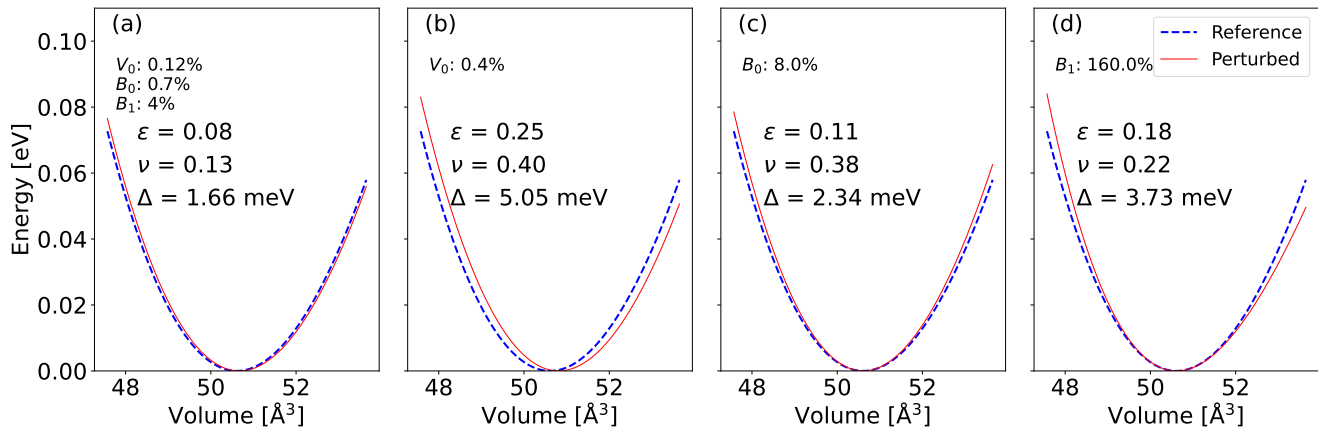 (a)
V₀: 0.12%
B₀: 0.7%
B₁: 4%
ε = 0.08
ν = 0.13
Δ = 1.66 meV
(b)
V₀: 0.4%
ε = 0.25
ν = 0.40
Δ = 5.05 meV
(c)
B₀: 8.0%
ε = 0.11
ν = 0.38
Δ = 2.34 meV
(d)
B₁: 160.0%
ε = 0.18
ν = 0.22
Δ = 3.73 meV
Reference
Perturbed
Energy [eV]
0.10
0.08
0.06
0.04
0.02
0.00
48 50 52
48 50 52
48 50 52
48 50 52
Volume [Å³]
Volume [Å³]
Volume [Å³]
Volume [Å³]